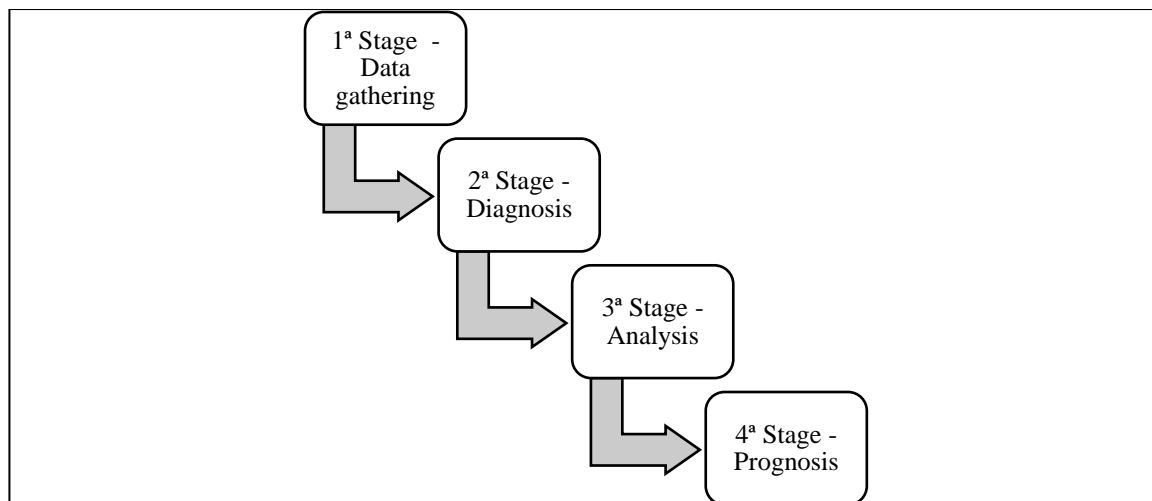 1ª Stage -
Data
gathering
2ª Stage -
Diagnosis
3ª Stage -
Analysis
4ª Stage -
Prognosis